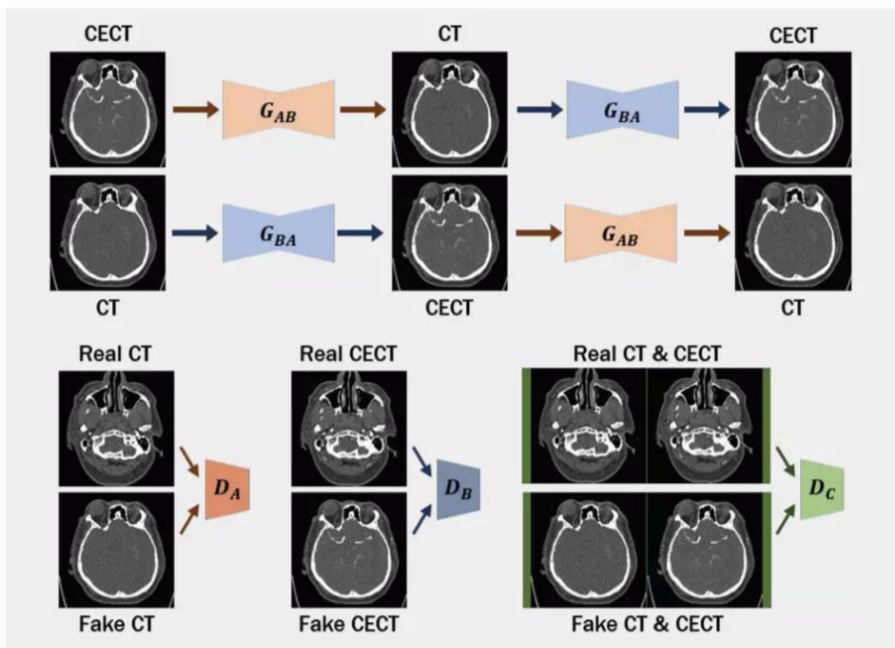 CECT
CT
CECT
G_AB
G_BA
G_BA
G_AB
CT
CECT
CT
Real CT
Real CECT
Real CT & CECT
D_A
D_B
D_C
Fake CT
Fake CECT
Fake CT & CECT